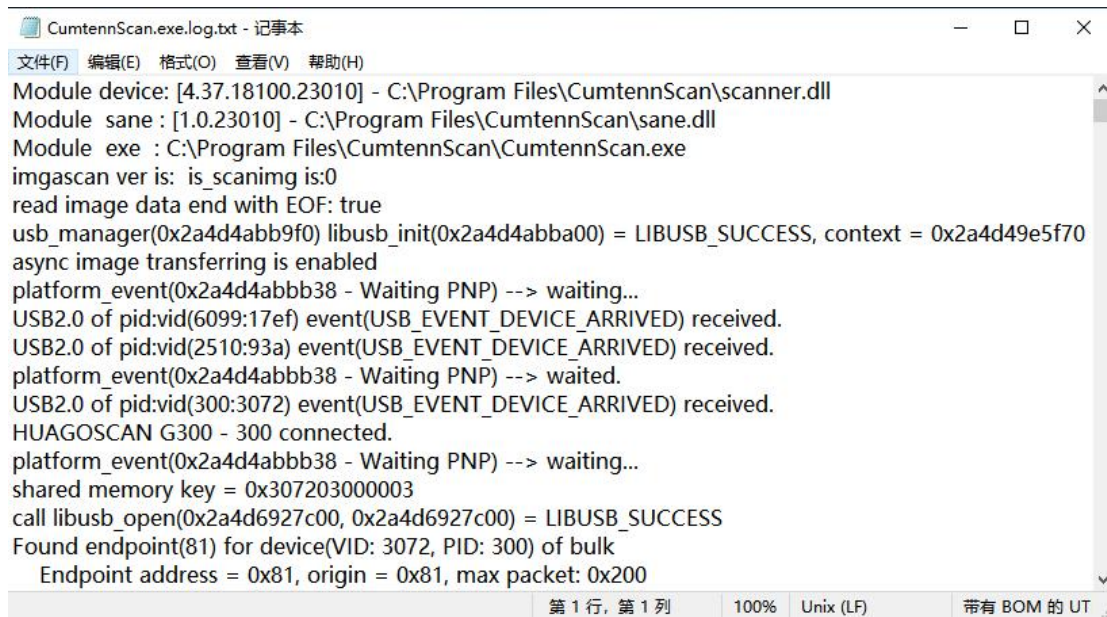 CumtennScan.exe.log.txt - 记事本
文件(F) 编辑(E) 格式(O) 查看(V) 帮助(H)
Module device: [4.37.18100.23010] - C:\Program Files\CumtennScan\scanner.dll
Module  sane : [1.0.23010] - C:\Program Files\CumtennScan\sane.dll
Module  exe  : C:\Program Files\CumtennScan\CumtennScan.exe
imgascan ver is:  is_scanimg is:0
read image data end with EOF: true
usb_manager(0x2a4d4abb9f0) libusb_init(0x2a4d4abba00) = LIBUSB_SUCCESS, context = 0x2a4d49e5f70
async image transferring is enabled
platform_event(0x2a4d4abbb38 - Waiting PNP) --> waiting...
USB2.0 of pid:vid(6099:17ef) event(USB_EVENT_DEVICE_ARRIVED) received.
USB2.0 of pid:vid(2510:93a) event(USB_EVENT_DEVICE_ARRIVED) received.
platform_event(0x2a4d4abbb38 - Waiting PNP) --> waited.
USB2.0 of pid:vid(300:3072) event(USB_EVENT_DEVICE_ARRIVED) received.
HUAGOSCAN G300 - 300 connected.
platform_event(0x2a4d4abbb38 - Waiting PNP) --> waiting...
shared memory key = 0x307203000003
call libusb_open(0x2a4d6927c00, 0x2a4d6927c00) = LIBUSB_SUCCESS
Found endpoint(81) for device(VID: 3072, PID: 300) of bulk
    Endpoint address = 0x81, origin = 0x81, max packet: 0x200
第 1 行, 第 1 列 100% Unix (LF) 带有 BOM 的 UT